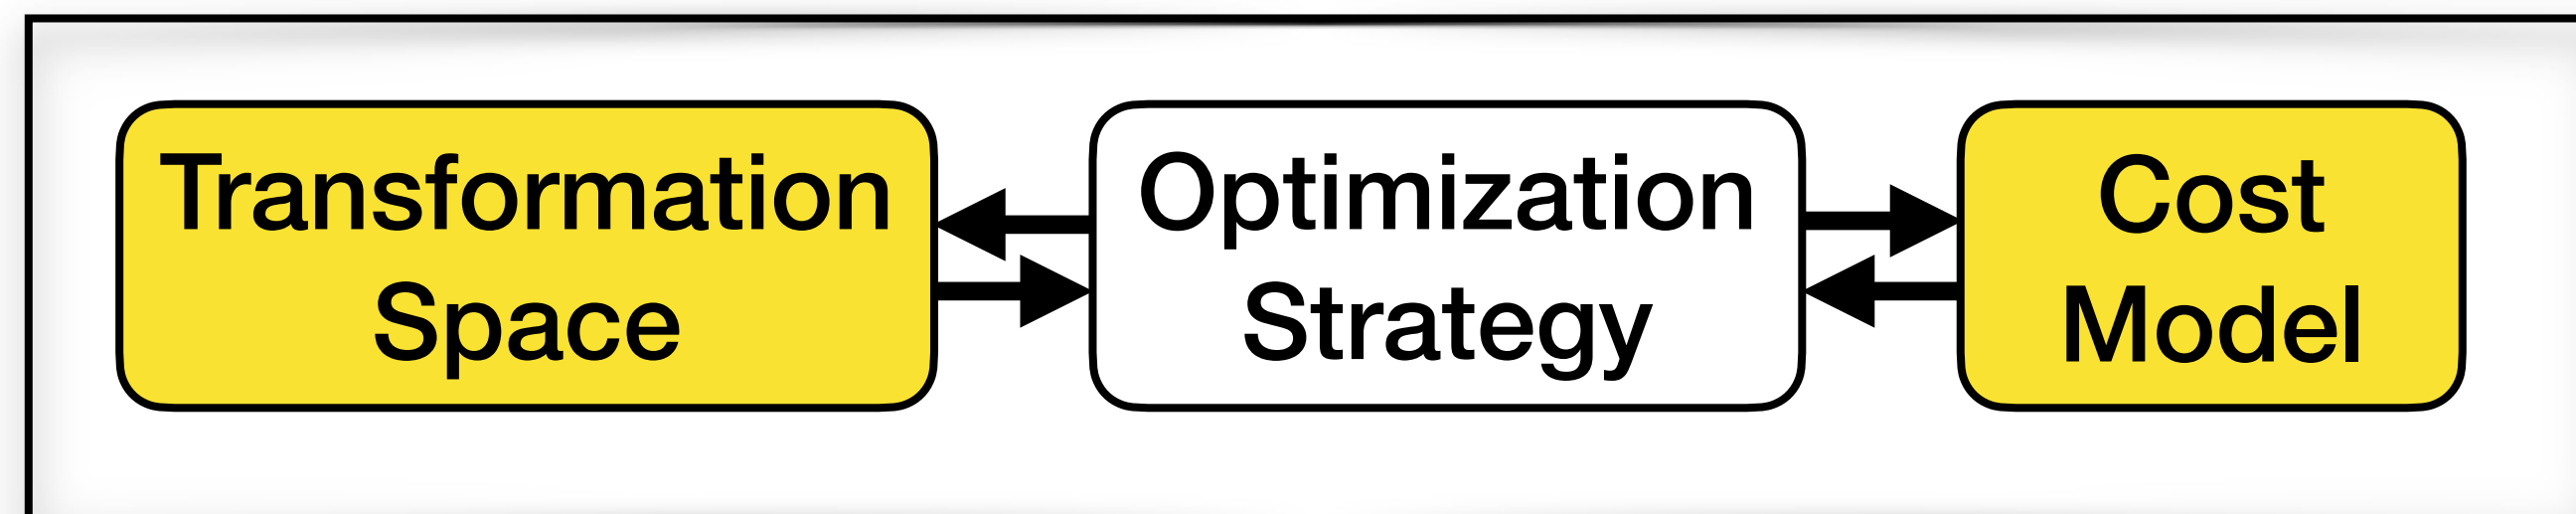 Transformation
Space
Optimization
Strategy
Cost
Model